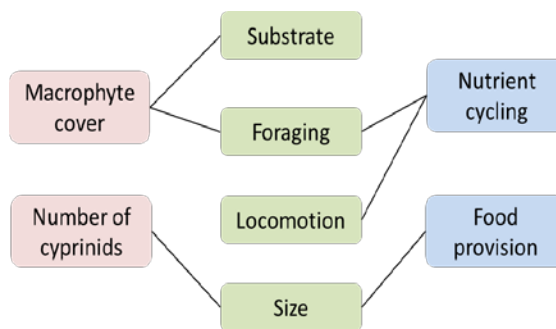 Substrate
Macrophyte
cover
Nutrient
cycling
Foraging
Number of
cyprinids
Locomotion
Food
provision
Size